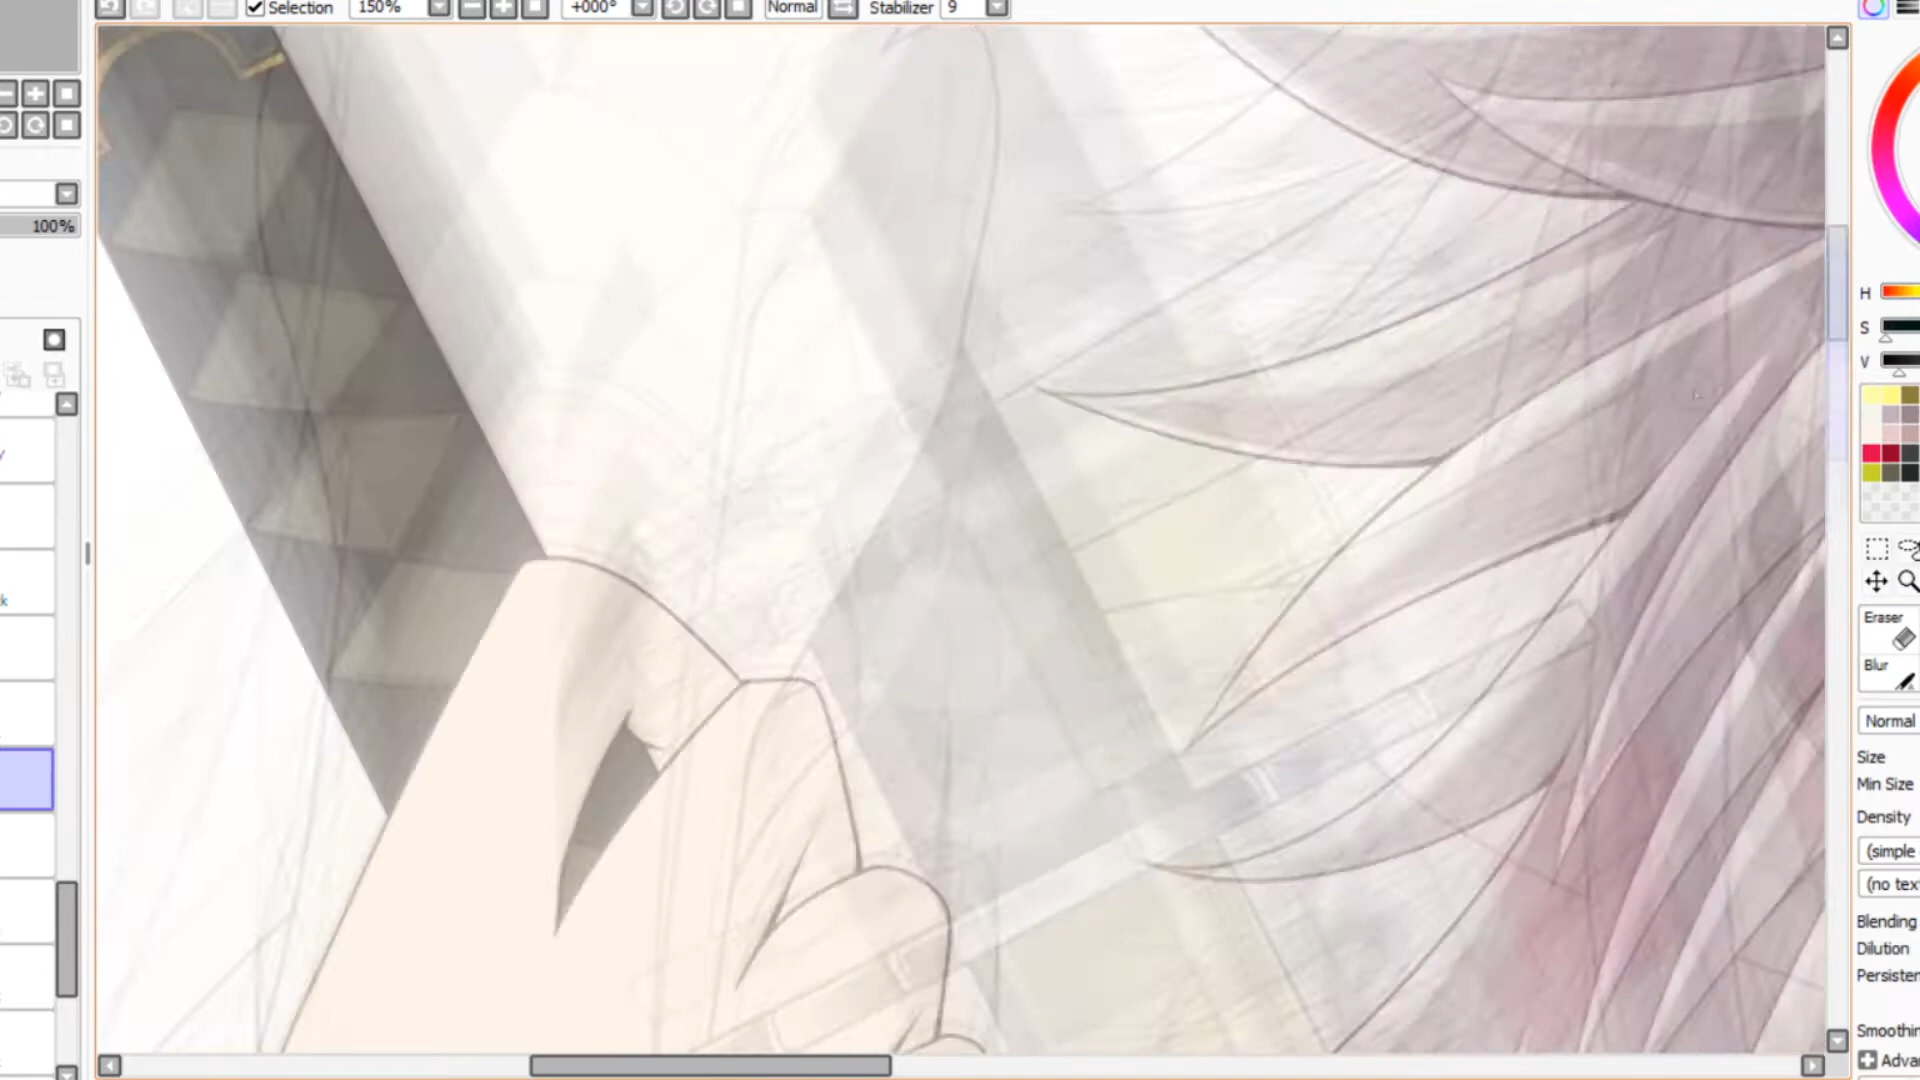 Selection 150% +000° Normal Stabilizer 9
100%
H
S
V
Eraser
Blur
Normal
Size
Min Size
Density
(simple
(no tex
Blending
Dilution
Persisten
Smoothin
Adva